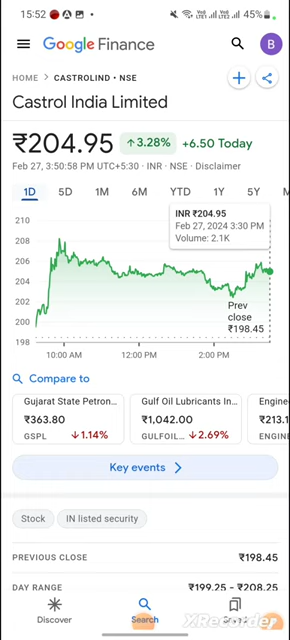 15:52
45%
Google Finance
B
HOME > CASTROLIND • NSE
Castrol India Limited
₹204.95 ↑3.28% +6.50 Today
Feb 27, 3:50:58 PM UTC+5:30 · INR · NSE · Disclaimer
1D 5D 1M 6M YTD 1Y 5Y M
INR ₹204.95
Feb 27, 2024 3:30 PM
Volume: 2.1K
210
208
206
204
202
200
198
Prev
close
₹198.45
10:00 AM 12:00 PM 2:00 PM
Compare to
Gujarat State Petron... Gulf Oil Lubricants In... Engine
₹363.80 ₹1,042.00 ₹213.1
GSPL ↓1.14% GULFOIL... ↓2.69% ENGINE
Key events
Stock IN listed security
PREVIOUS CLOSE ₹198.45
DAY RANGE ₹199.25 - ₹208.25
Discover Search
XRecorder